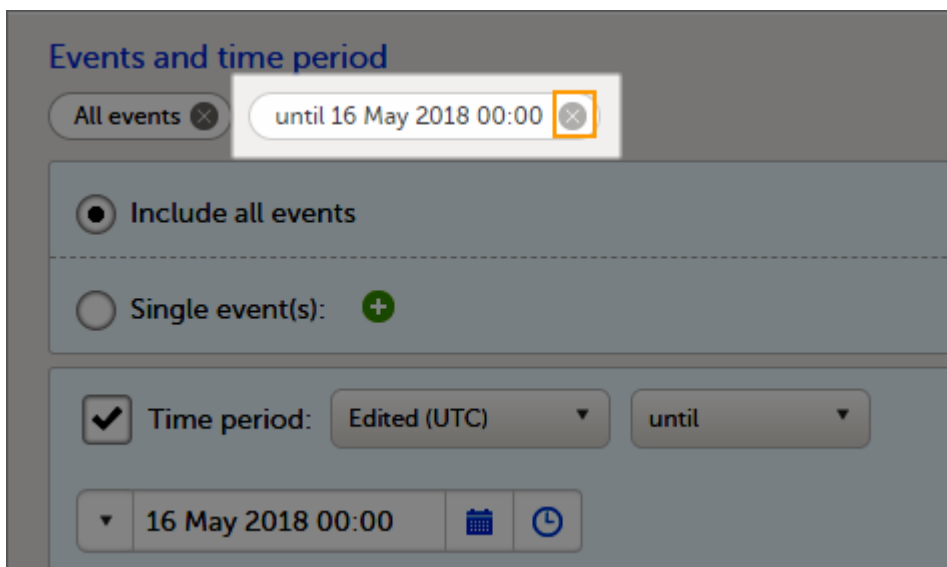 Events and time period
All events until 16 May 2018 00:00
Include all events
Single event(s):
Time period: Edited (UTC) until
16 May 2018 00:00